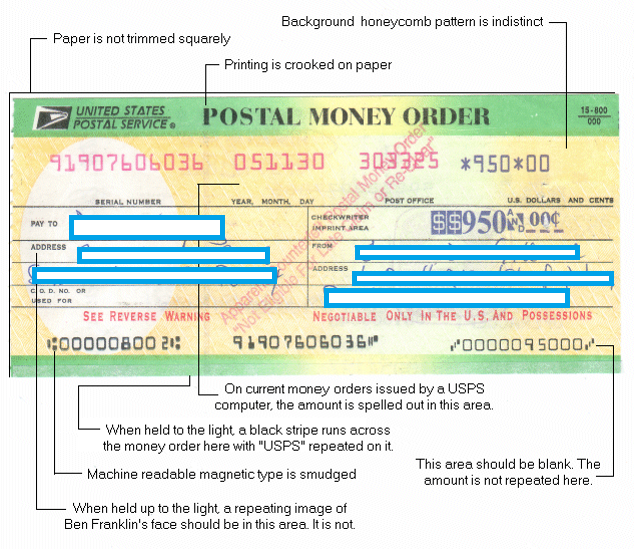 Background honeycomb pattern is indistinct
Paper is not trimmed squarely
Printing is crooked on paper
UNITED STATES
POSTAL SERVICE
POSTAL MONEY ORDER
15-800
000
91907606036 051130 303325 *950*00
SERIAL NUMBER YEAR, MONTH, DAY POST OFFICE U.S. DOLLARS AND CENTS
PAY TO
CHECKWRITER
IMPRINT AREA
$$950 AND 00¢
ADDRESS
FROM
ADDRESS
C.O.D. NO. OR
USED FOR
Apparent Counterfeit Postal Money Order
"Not Eligible For Late Claim or Re-Clear"
SEE REVERSE WARNING NEGOTIABLE ONLY IN THE U.S. AND POSSESSIONS
⑆000008002⑆ 91907606036⑈ ⑇0000095000⑇
On current money orders issued by a USPS
computer, the amount is spelled out in this area.
When held to the light, a black stripe runs across
the money order here with "USPS" repeated on it.
Machine readable magnetic type is smudged
This area should be blank. The
amount is not repeated here.
When held up to the light, a repeating image of
Ben Franklin's face should be in this area. It is not.